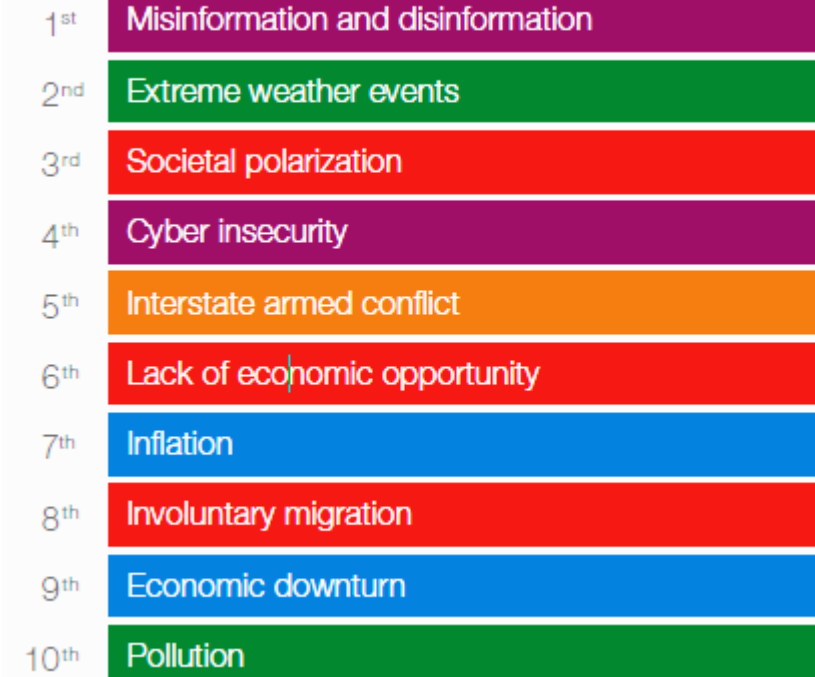 1st Misinformation and disinformation
2nd Extreme weather events
3rd Societal polarization
4th Cyber insecurity
5th Interstate armed conflict
6th Lack of economic opportunity
7th Inflation
8th Involuntary migration
9th Economic downturn
10th Pollution